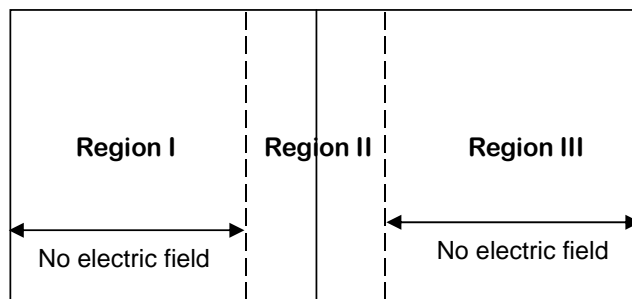 Region I
Region II
Region III
No electric field
No electric field